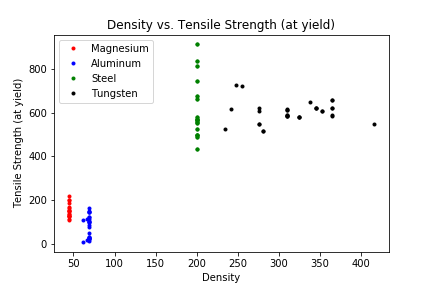 Density vs. Tensile Strength (at yield)
Magnesium
Aluminum
Steel
Tungsten
800
600
400
200
0
Tensile Strength (at yield)
50 100 150 200 250 300 350 400
Density